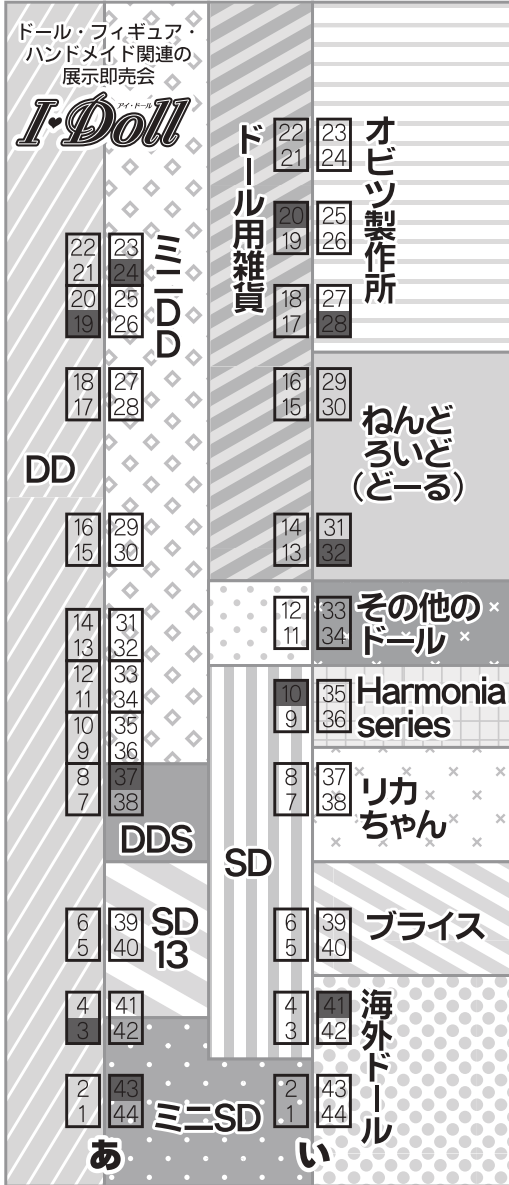 ドール・フィギュア・
ハンドメイド関連の
展示即売会
アイ・ドール
I・Doll
22 23
21 24
20 25
19 26
ミニDD
18 27
17 28
DD
16 29
15 30
14 31
13 32
12 33
11 34
10 35
9 36
8 37
7 38
DDS
6 39
5 40
SD
13
4 41
3 42
2 43
1 44
ミニSD
あ
ドール用雑貨
22 23
21 24
20 25
19 26
18 27
17 28
オビツ製作所
16 29
15 30
ねんど
ろいど
（どーる）
14 31
13 32
12 33
11 34
その他の
ドール
10 35
9 36
Harmonia
series
8 37
7 38
リカ
ちゃん
SD
6 39
5 40
ブライス
4 41
3 42
2 43
1 44
海外ドール
い